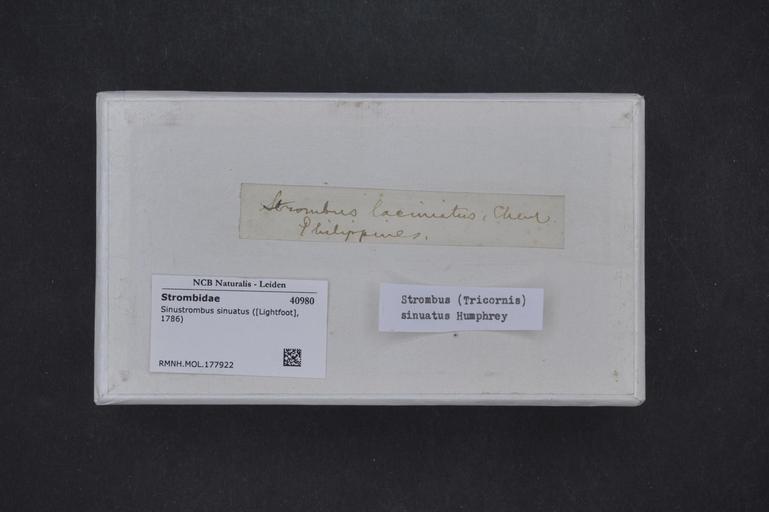 Strombus laciniatus, Chem.
Philippines.
NCB Naturalis - Leiden
Strombidae 40980
Sinustrombus sinuatus ([Lightfoot],
1786)
RMNH.MOL.177922
Strombus (Tricornis)
sinuatus Humphrey